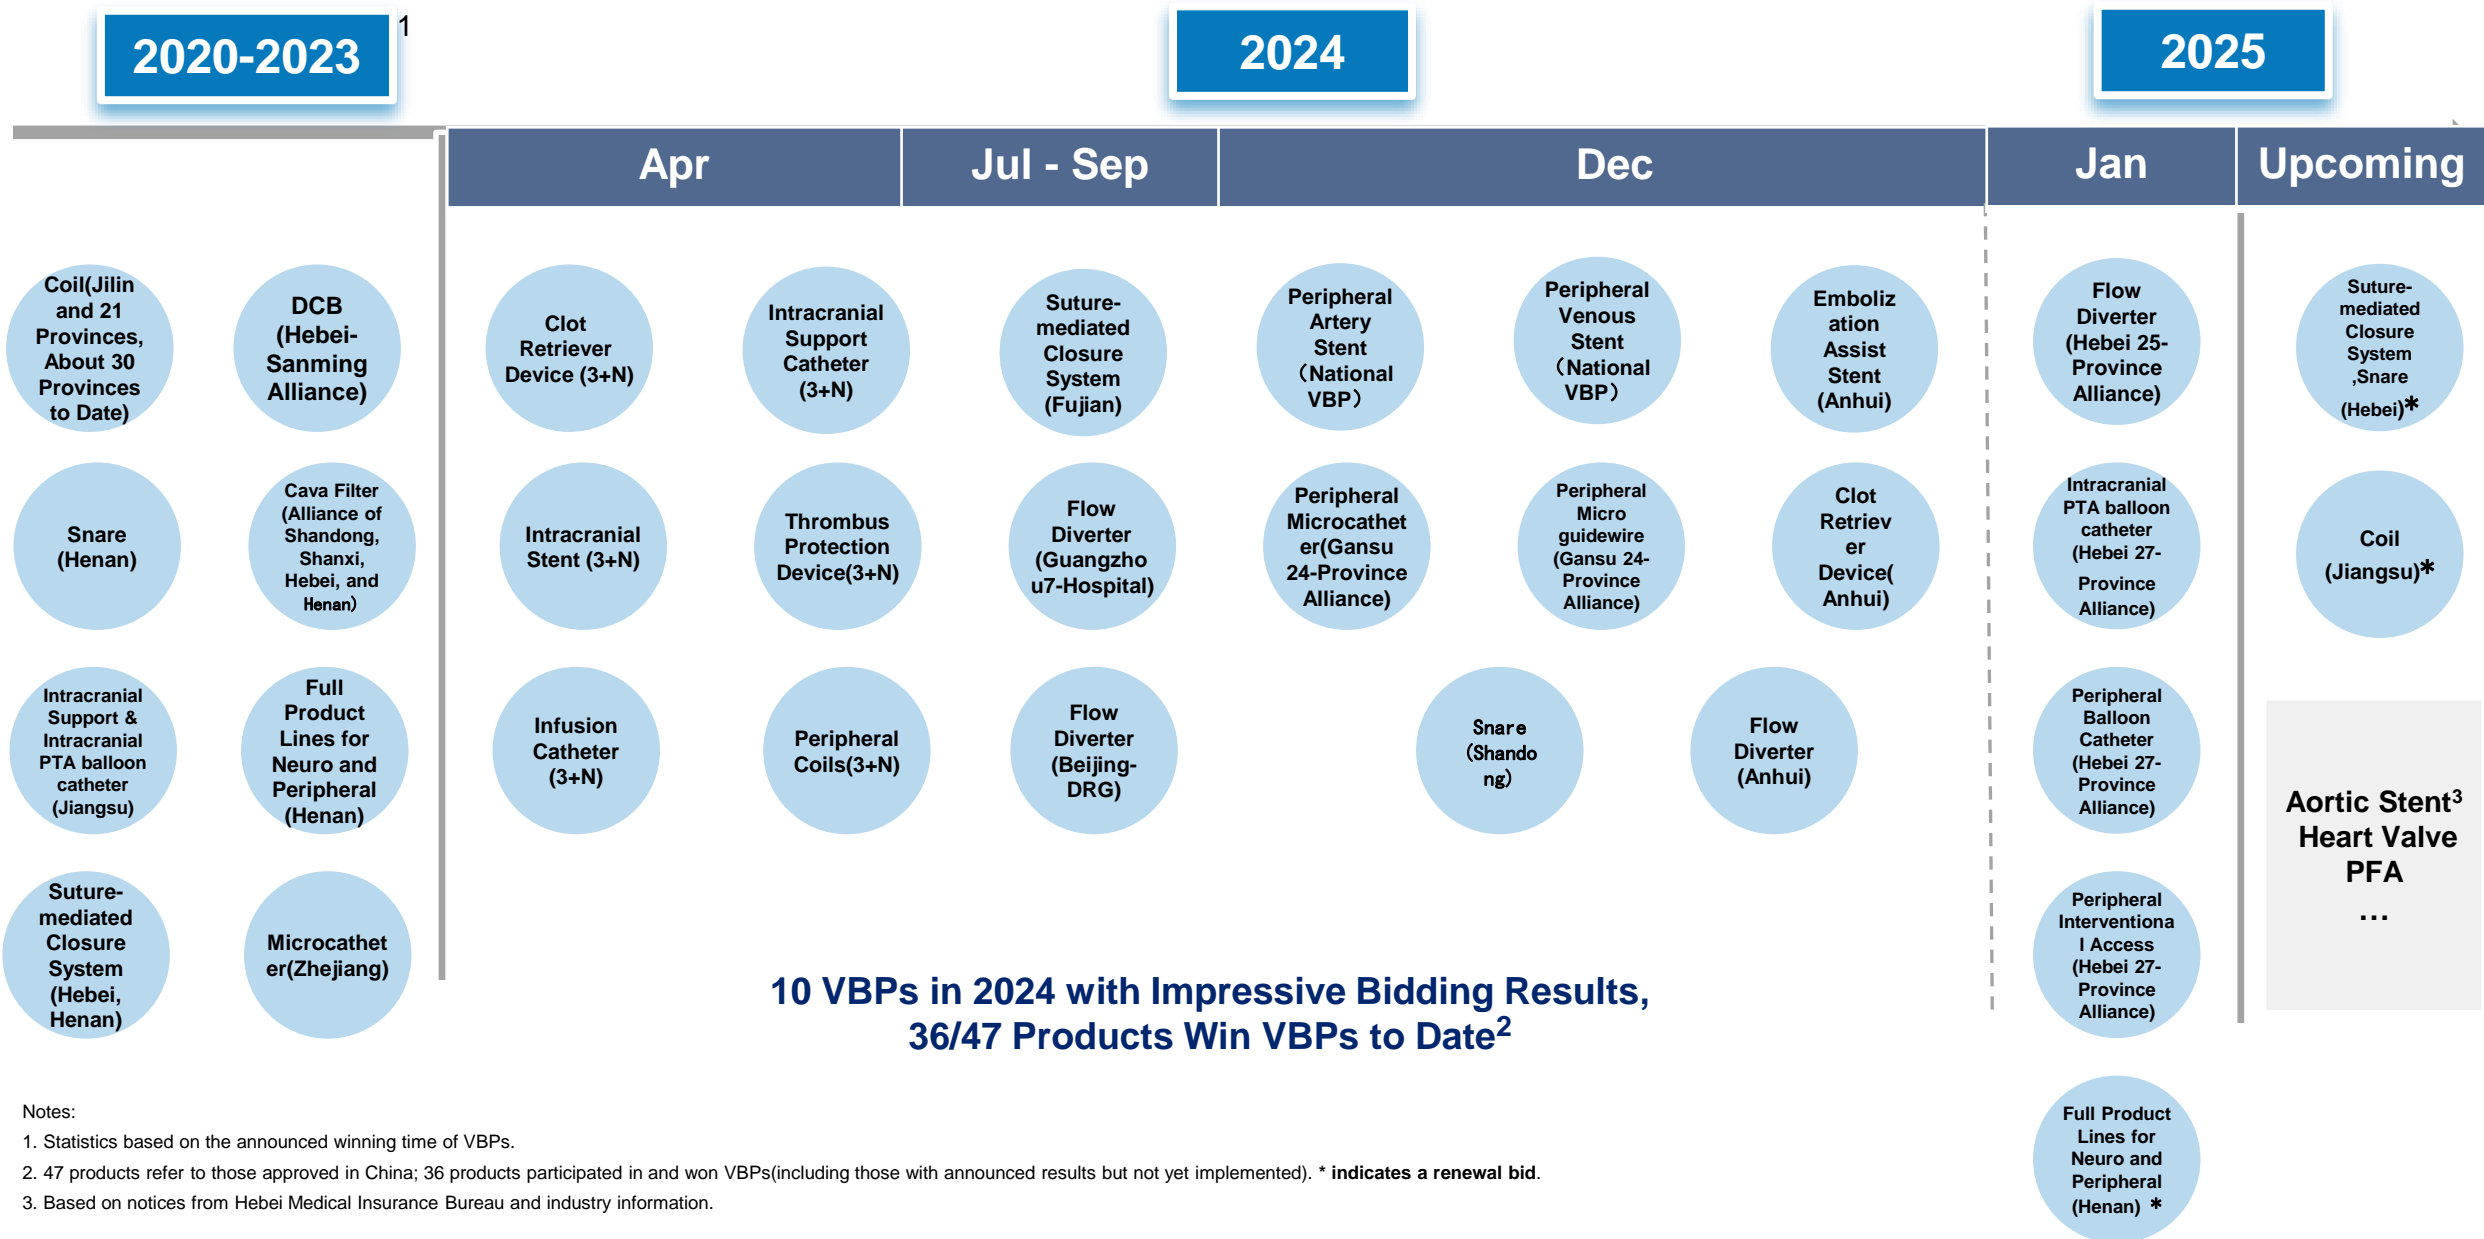 2020-2023
1
2024
2025
Apr
Jul - Sep
Dec
Jan
Upcoming
Coil(Jilin
and 21
Provinces,
About 30
Provinces
to Date)
DCB
(Hebei-
Sanming
Alliance)
Clot
Retriever
Device (3+N)
Intracranial
Support
Catheter
(3+N)
Suture-
mediated
Closure
System
(Fujian)
Peripheral
Artery
Stent
（National
VBP）
Peripheral
Venous
Stent
（National
VBP）
Emboliz
ation
Assist
Stent
(Anhui)
Flow
Diverter
(Hebei 25-
Province
Alliance)
Suture-
mediated
Closure
System
,Snare
(Hebei)*
Snare
(Henan)
Cava Filter
(Alliance of
Shandong,
Shanxi,
Hebei, and
Henan)
Intracranial
Stent (3+N)
Thrombus
Protection
Device(3+N)
Flow
Diverter
(Guangzho
u7-Hospital)
Peripheral
Microcathet
er(Gansu
24-Province
Alliance)
Peripheral
Micro
guidewire
(Gansu 24-
Province
Alliance)
Clot
Retriev
er
Device(
Anhui)
Intracranial
PTA balloon
catheter
(Hebei 27-
Province
Alliance)
Coil
(Jiangsu)*
Intracranial
Support &
Intracranial
PTA balloon
catheter
(Jiangsu)
Full
Product
Lines for
Neuro and
Peripheral
(Henan)
Infusion
Catheter
(3+N)
Peripheral
Coils(3+N)
Flow
Diverter
(Beijing-
DRG)
Snare
(Shando
ng)
Flow
Diverter
(Anhui)
Peripheral
Balloon
Catheter
(Hebei 27-
Province
Alliance)
Aortic Stent3
Heart Valve
PFA
…
Suture-
mediated
Closure
System
(Hebei,
Henan)
Microcathet
er(Zhejiang)
Peripheral
Interventiona
l Access
(Hebei 27-
Province
Alliance)
10 VBPs in 2024 with Impressive Bidding Results,
36/47 Products Win VBPs to Date2
Full Product
Lines for
Neuro and
Peripheral
(Henan) *
Notes:
1. Statistics based on the announced winning time of VBPs.
2. 47 products refer to those approved in China; 36 products participated in and won VBPs(including those with announced results but not yet implemented). * indicates a renewal bid.
3. Based on notices from Hebei Medical Insurance Bureau and industry information.